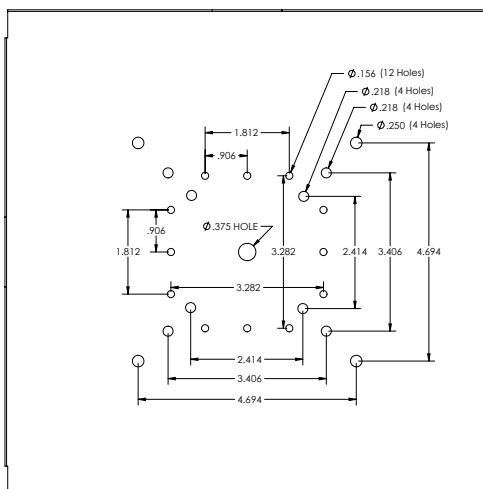 Ø.156 (12 Holes)
Ø.218 (4 Holes)
Ø.218 (4 Holes)
Ø.250 (4 Holes)
1.812
.906
.906
1.812
Ø.375 HOLE
3.282
2.414
3.406
4.694
3.282
2.414
3.406
4.694